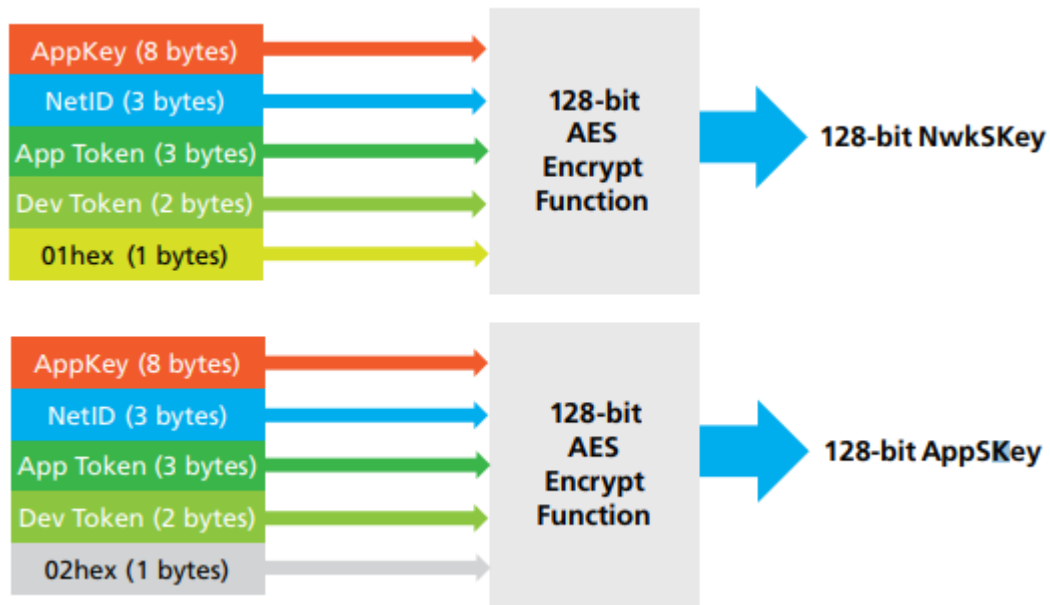 AppKey (8 bytes)
NetID (3 bytes)
App Token (3 bytes)
Dev Token (2 bytes)
01hex (1 bytes)
128-bit
AES
Encrypt
Function
128-bit NwkSKey
AppKey (8 bytes)
NetID (3 bytes)
App Token (3 bytes)
Dev Token (2 bytes)
02hex (1 bytes)
128-bit
AES
Encrypt
Function
128-bit AppSKey